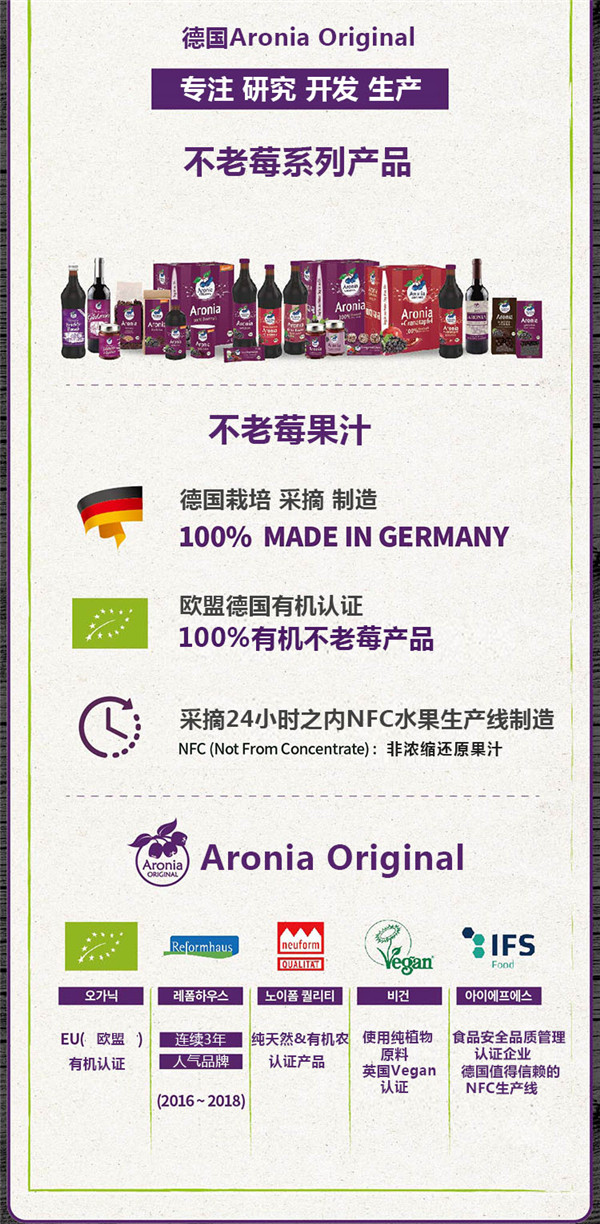 德国Aronia Original
专注 研究 开发 生产
不老莓系列产品
Aronia
Aronia
Aronia
Aronia
100%
不老莓果汁
德国栽培 采摘 制造
100% MADE IN GERMANY
欧盟德国有机认证
100%有机不老莓产品
采摘24小时之内NFC水果生产线制造
NFC (Not From Concentrate)：非浓缩还原果汁
Aronia
ORIGINAL
Aronia Original
Reformhaus
neuform
QUALITÄT
Vegan
IFS
Food
오가닉
레폼하우스
노이폼 퀄리티
비건
아이에프에스
EU( 欧盟 )
有机认证
连续3年
人气品牌
(2016 ~ 2018)
纯天然&有机农
认证产品
使用纯植物
原料
英国Vegan
认证
食品安全品质管理
认证企业
德国值得信赖的
NFC生产线